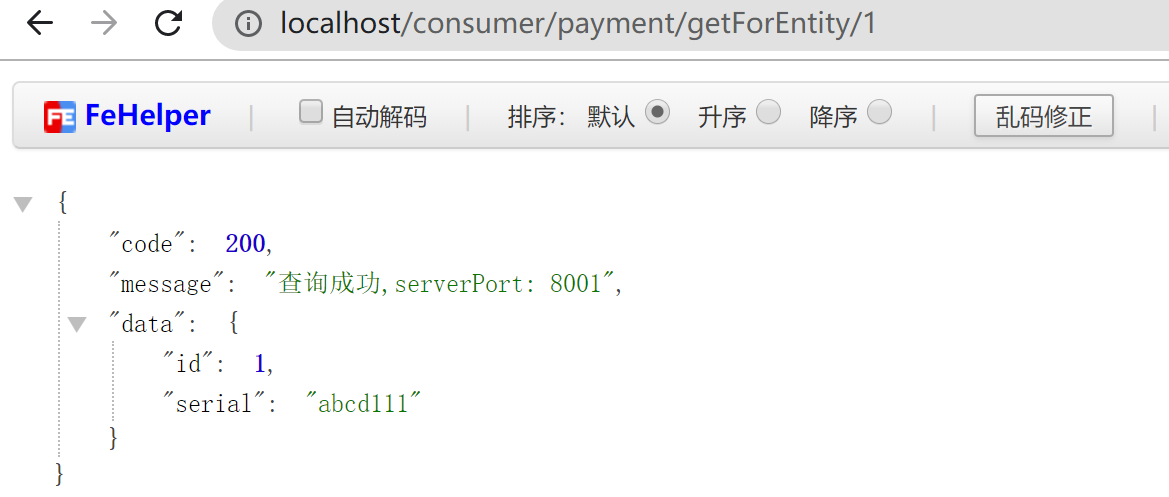 localhost/consumer/payment/getForEntity/1
FE FeHelper | 自动解码 | 排序: 默认 升序 降序 | 乱码修正 |
{
"code": 200,
"message": "查询成功,serverPort: 8001",
"data": {
"id": 1,
"serial": "abcd111"
}
}